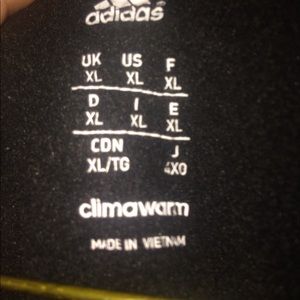 adidas
UK US F
XL XL XL
D I E
XL XL XL
CDN J
XL/TG 4XO
climawarm
MADE IN VIETNAM